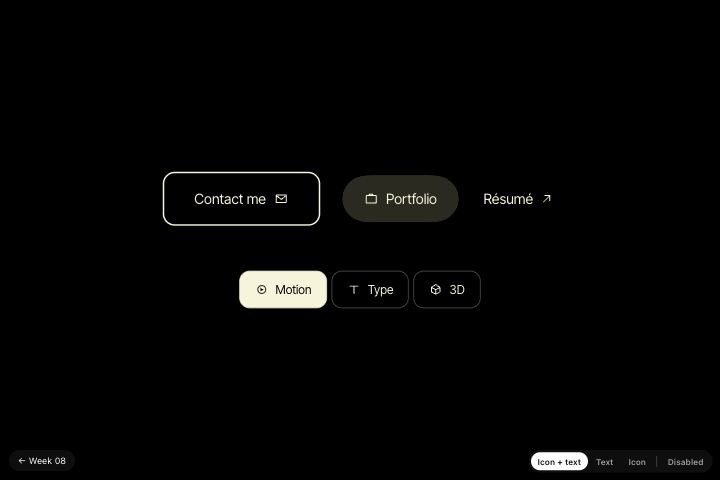 Contact me
Portfolio
Résumé
Motion
Type
3D
← Week 08
Icon + text
Text
Icon
Disabled